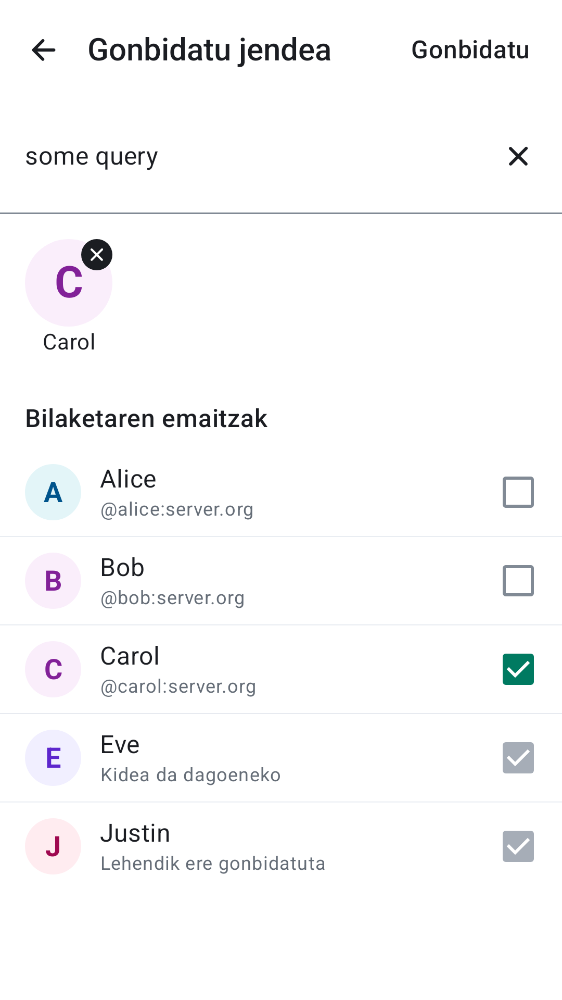 Gonbidatu jendea
Gonbidatu
some query
C
Carol
Bilaketaren emaitzak
A
Alice
@alice:server.org
B
Bob
@bob:server.org
C
Carol
@carol:server.org
E
Eve
Kidea da dagoeneko
J
Justin
Lehendik ere gonbidatuta